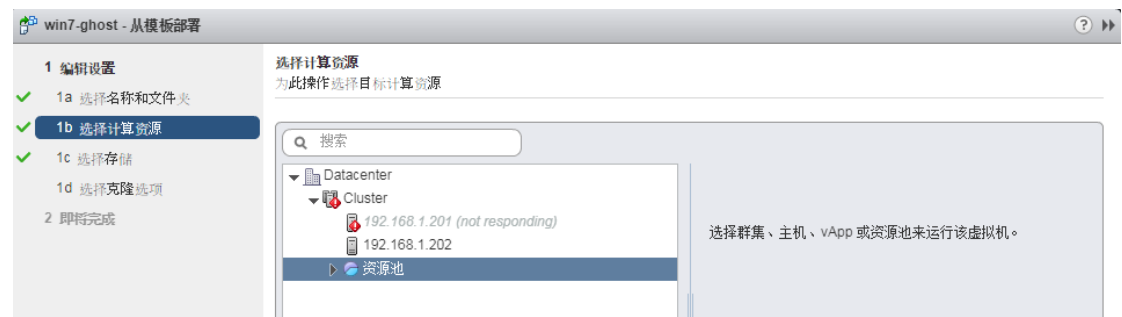 win7-ghost - 从模板部署
1 编辑设置
1a 选择名称和文件夹
1b 选择计算资源
1c 选择存储
1d 选择克隆选项
2 即将完成
选择计算资源
为此操作选择目标计算资源
搜索
Datacenter
Cluster
192.168.1.201 (not responding)
192.168.1.202
资源池
选择群集、主机、vApp 或资源池来运行该虚拟机。